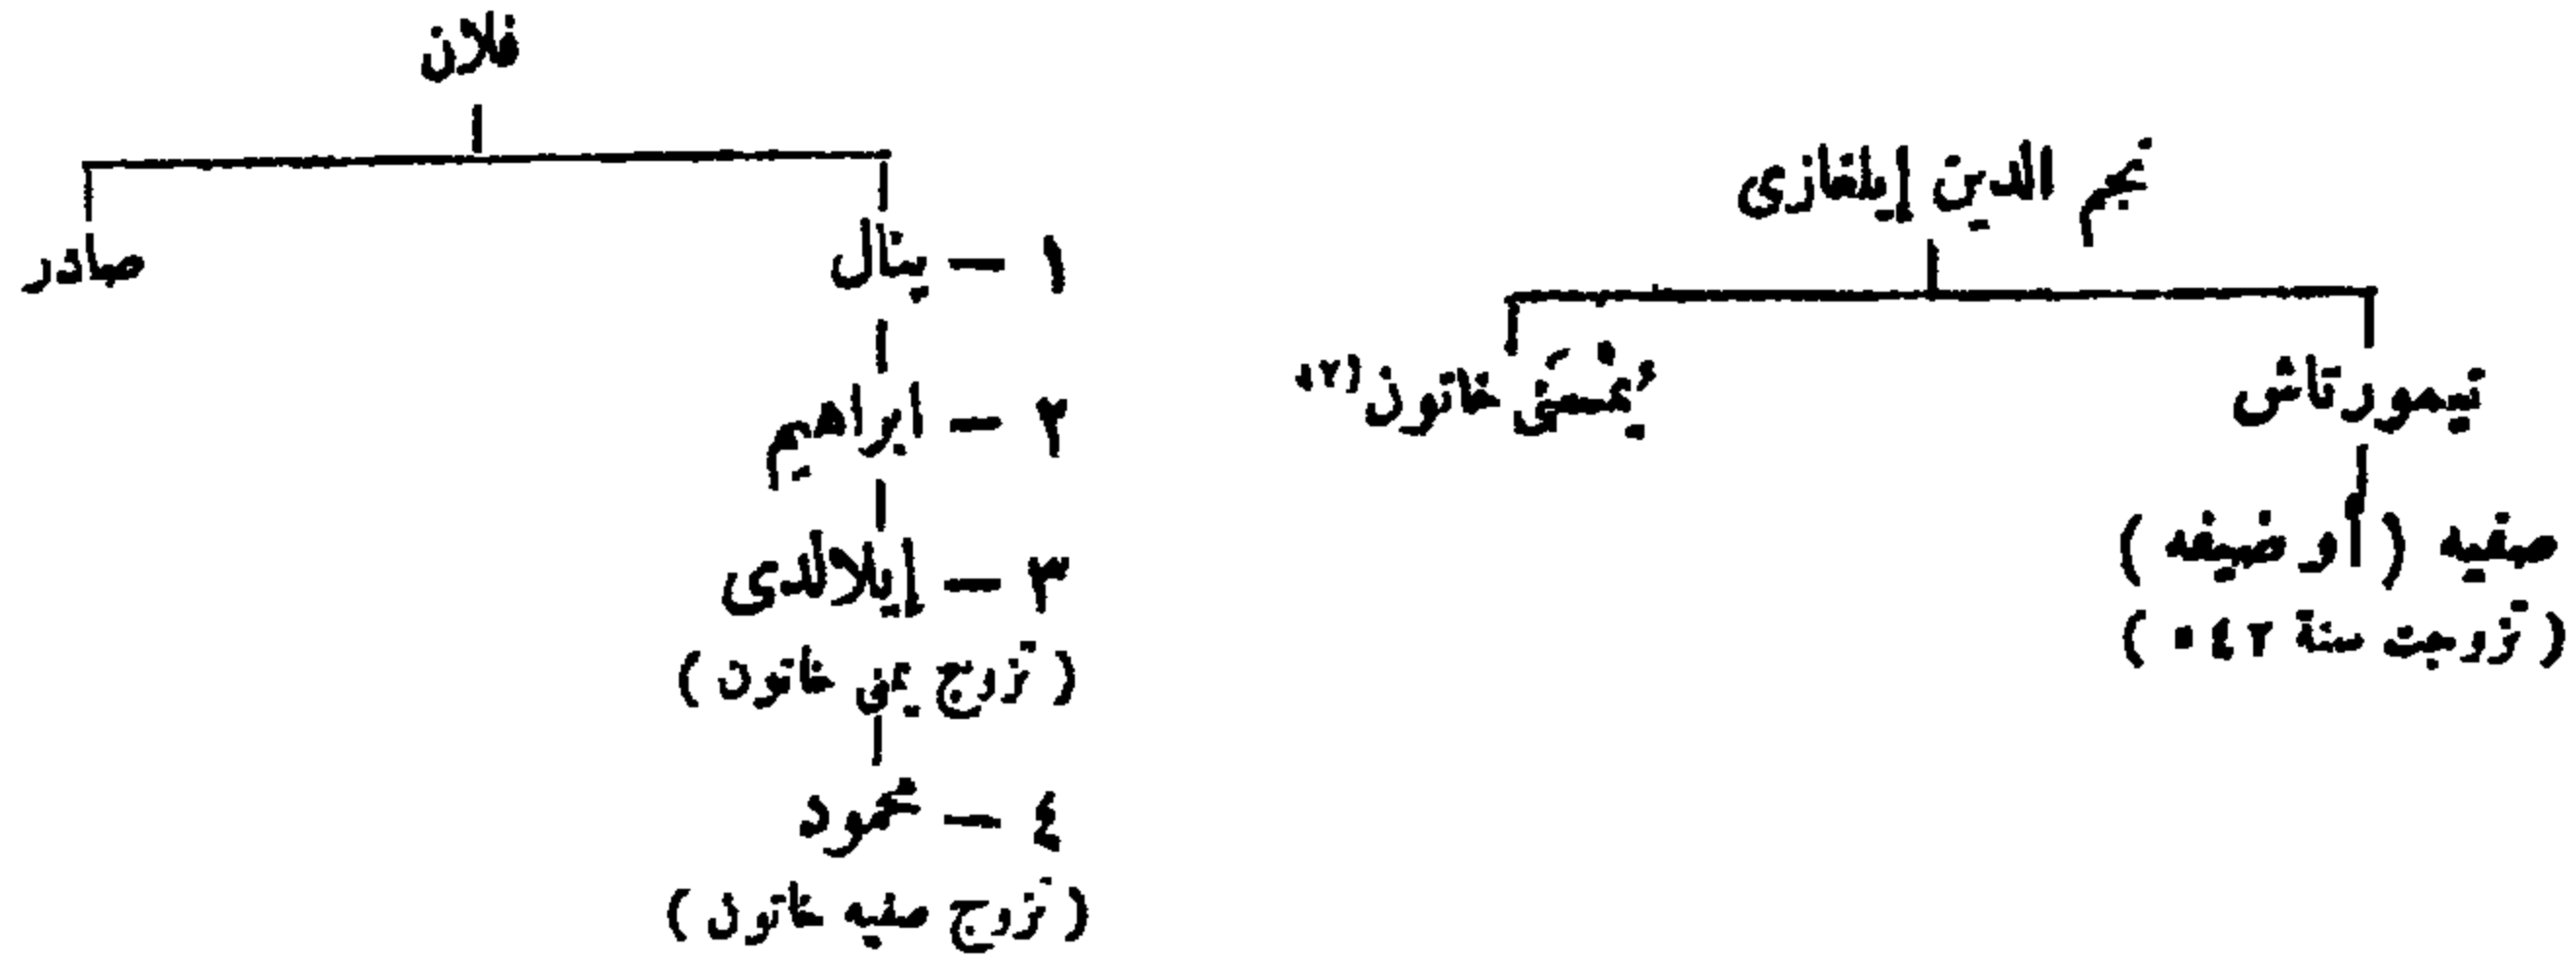 نجم الدين إيلغازى
تيمورتاش
يُمْسَنَى خاتون (٢)
صفيه ( أو ضيفه )
( تزوجت سنة ٥٤٢ )
فلان
١ — ينال
صادر
٢ — ابراهيم
٣ — إيلالدى
( تزوج يمنى خاتون )
٤ — محمود
( تزوج صفيه خاتون )